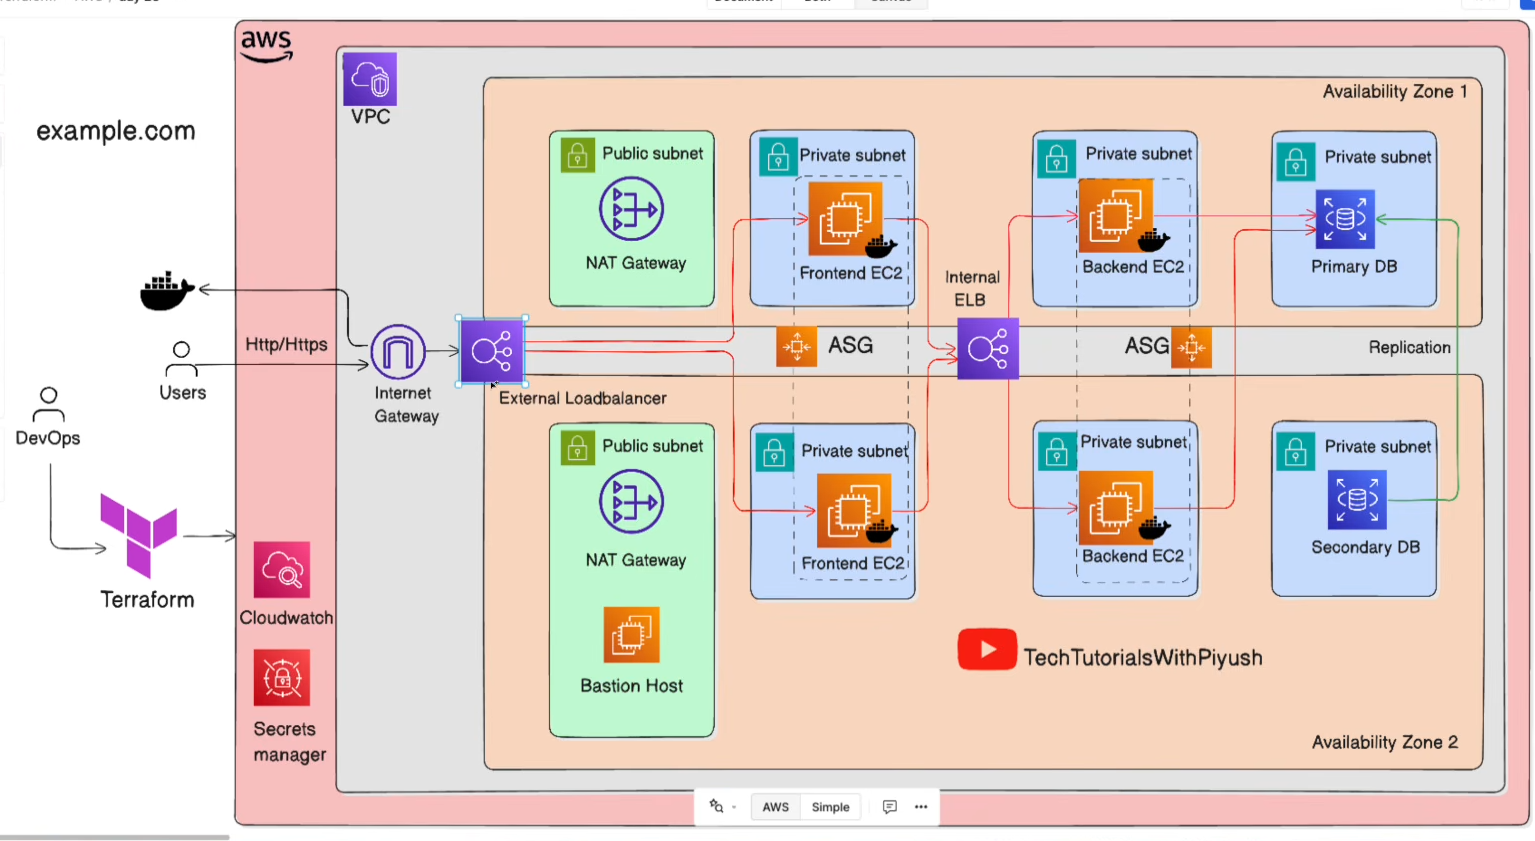 aws
VPC
example.com
Availability Zone 1
Public subnet
NAT Gateway
Private subnet
Frontend EC2
Private subnet
Backend EC2
Private subnet
Primary DB
Internal
ELB
Http/Https
Users
DevOps
Internet
Gateway
External Loadbalancer
ASG
ASG
Replication
Public subnet
NAT Gateway
Bastion Host
Private subnet
Frontend EC2
Private subnet
Backend EC2
Private subnet
Secondary DB
Terraform
Cloudwatch
Secrets
manager
TechTutorialsWithPiyush
Availability Zone 2
AWS
Simple